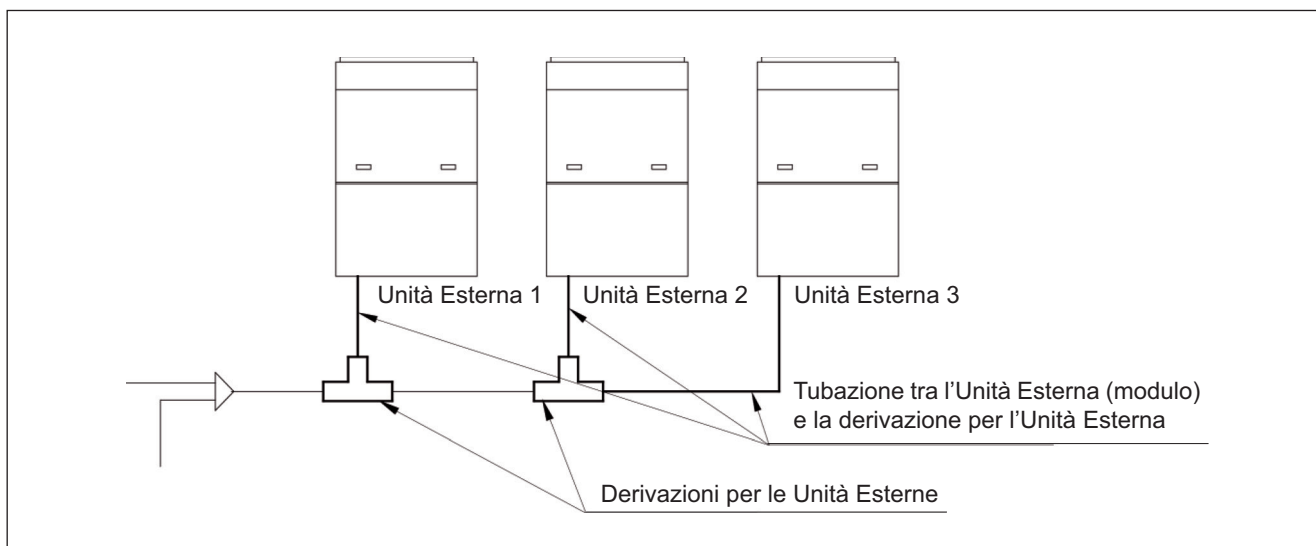 Unità Esterna 1
Unità Esterna 2
Unità Esterna 3
Tubazione tra l'Unità Esterna (modulo)
e la derivazione per l'Unità Esterna
Derivazioni per le Unità Esterne